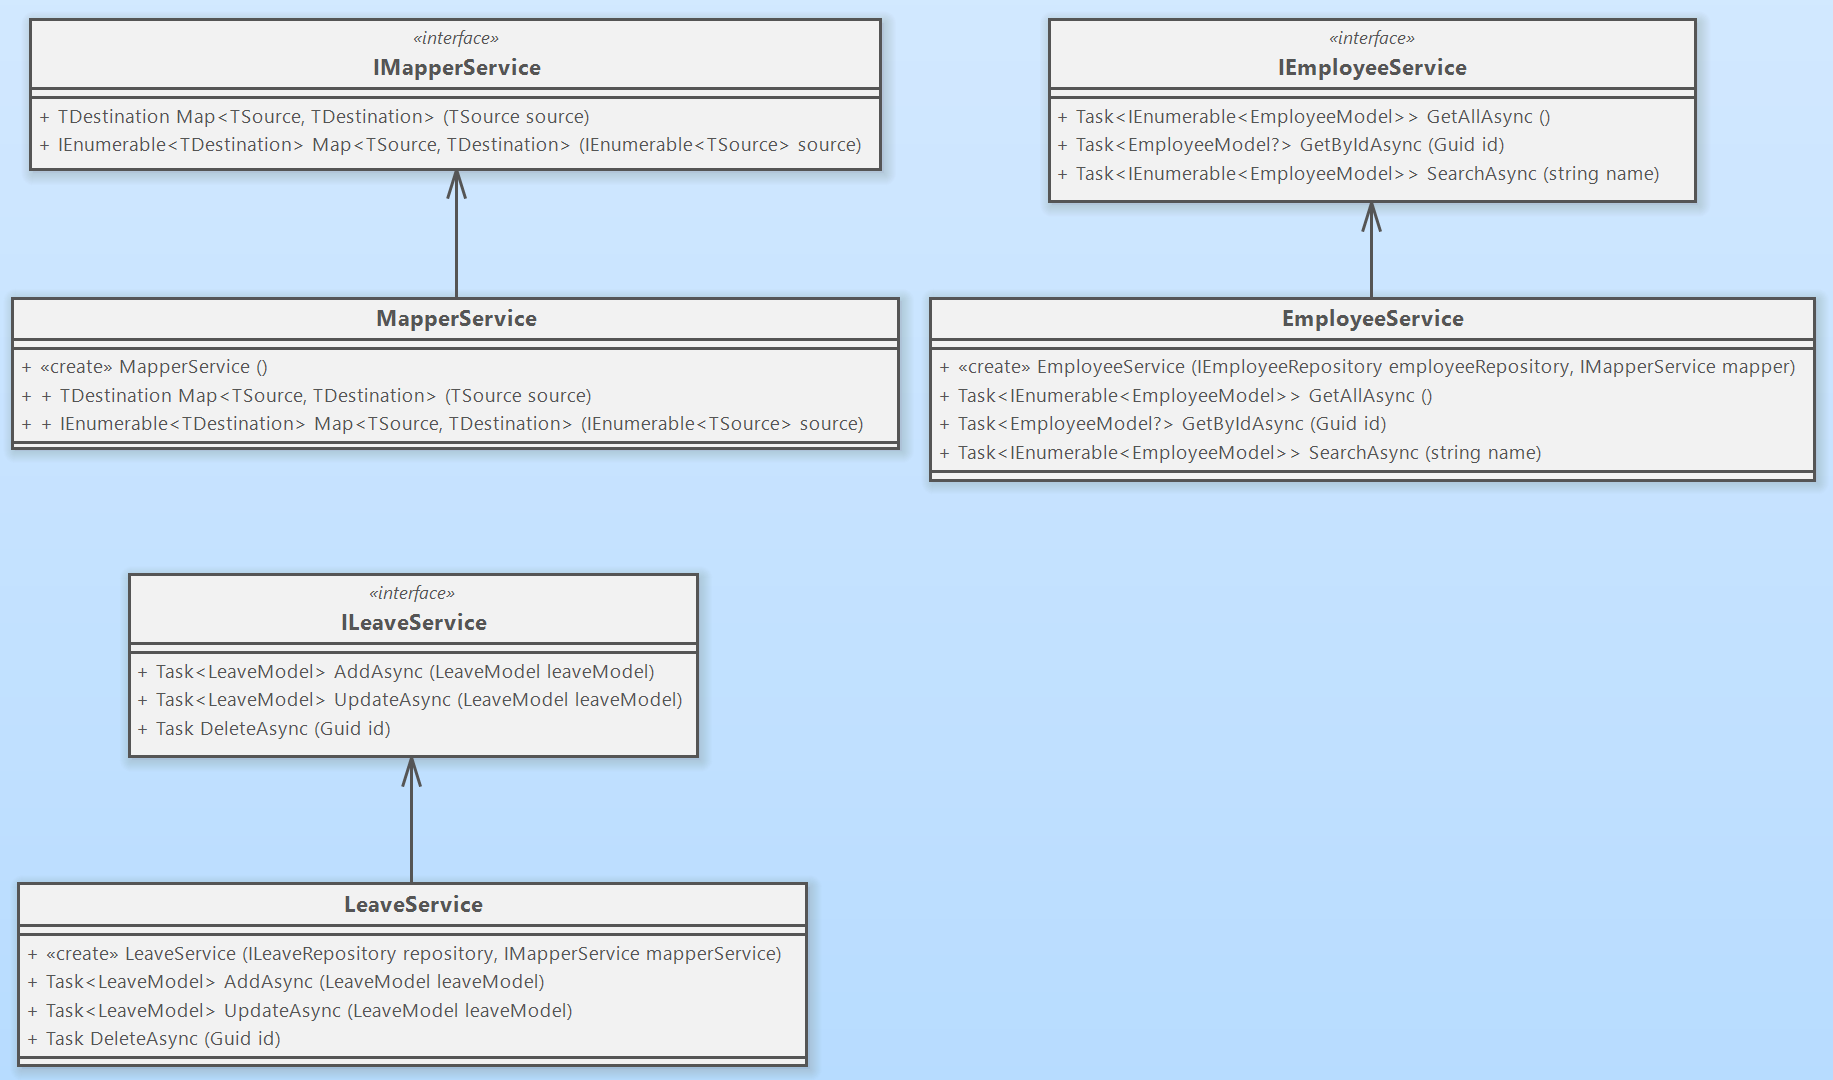 «interface»
IMapperService
+ TDestination Map<TSource, TDestination> (TSource source)
+ IEnumerable<TDestination> Map<TSource, TDestination> (IEnumerable<TSource> source)
«interface»
IEmployeeService
+ Task<IEnumerable<EmployeeModel>> GetAllAsync ()
+ Task<EmployeeModel?> GetByIdAsync (Guid id)
+ Task<IEnumerable<EmployeeModel>> SearchAsync (string name)
MapperService
+ «create» MapperService ()
+ + TDestination Map<TSource, TDestination> (TSource source)
+ + IEnumerable<TDestination> Map<TSource, TDestination> (IEnumerable<TSource> source)
EmployeeService
+ «create» EmployeeService (IEmployeeRepository employeeRepository, IMapperService mapper)
+ Task<IEnumerable<EmployeeModel>> GetAllAsync ()
+ Task<EmployeeModel?> GetByIdAsync (Guid id)
+ Task<IEnumerable<EmployeeModel>> SearchAsync (string name)
«interface»
ILeaveService
+ Task<LeaveModel> AddAsync (LeaveModel leaveModel)
+ Task<LeaveModel> UpdateAsync (LeaveModel leaveModel)
+ Task DeleteAsync (Guid id)
LeaveService
+ «create» LeaveService (ILeaveRepository repository, IMapperService mapperService)
+ Task<LeaveModel> AddAsync (LeaveModel leaveModel)
+ Task<LeaveModel> UpdateAsync (LeaveModel leaveModel)
+ Task DeleteAsync (Guid id)